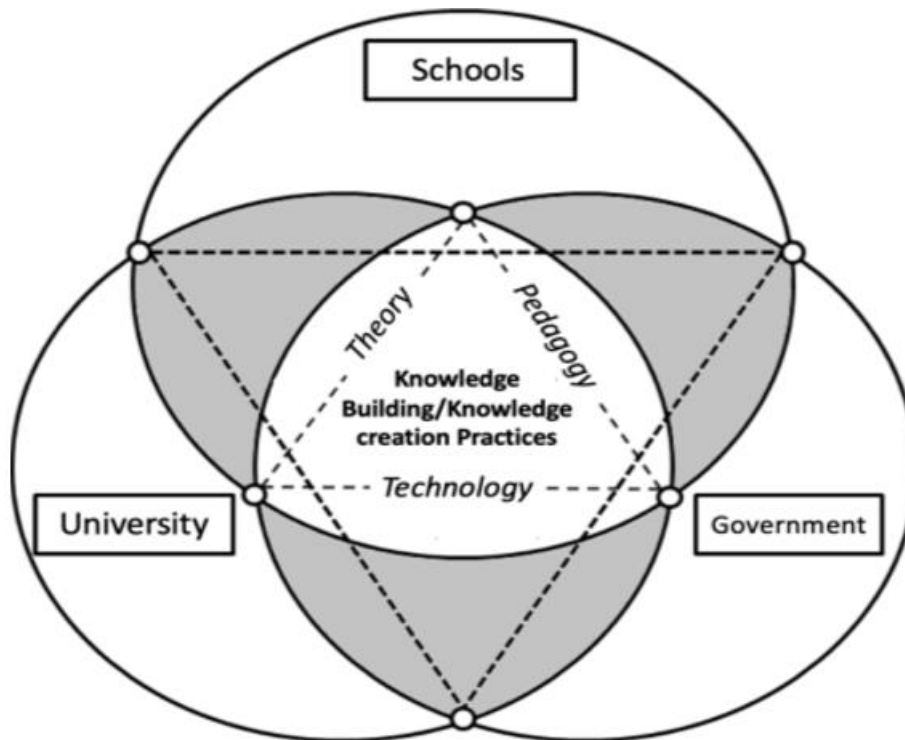 Schools
Theory
Pedagogy
Knowledge
Building/Knowledge
creation Practices
Technology
University
Government